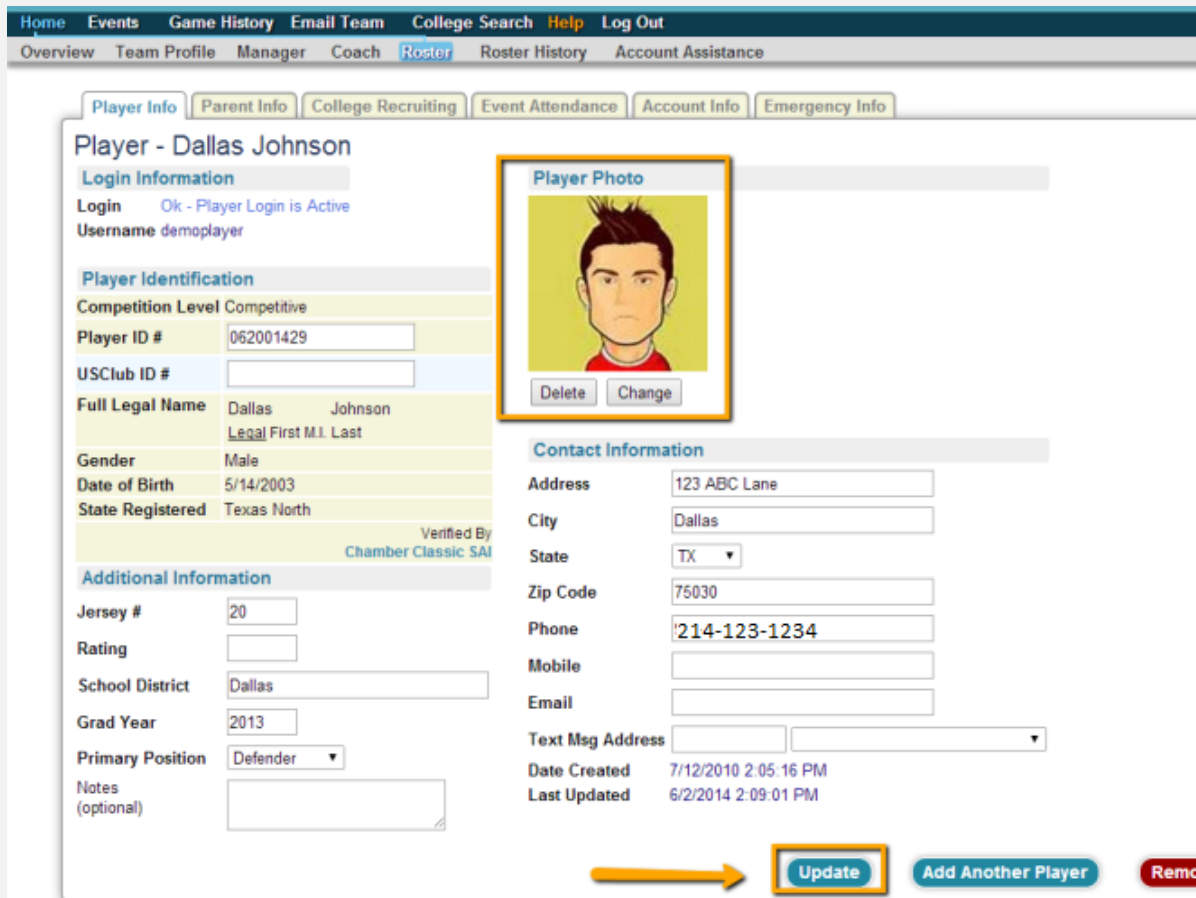 Home Events Game History Email Team College Search Help Log Out
Overview Team Profile Manager Coach Roster Roster History Account Assistance
Player Info Parent Info College Recruiting Event Attendance Account Info Emergency Info
Player - Dallas Johnson
Login Information
Login Ok - Player Login is Active
Username demoplayer
Player Identification
Competition Level Competitive
Player ID # 062001429
USClub ID #
Full Legal Name Dallas Johnson
Legal First M.I. Last
Gender Male
Date of Birth 5/14/2003
State Registered Texas North
Verified By
Chamber Classic SAI
Additional Information
Jersey # 20
Rating
School District Dallas
Grad Year 2013
Primary Position Defender
Notes
(optional)
Player Photo
Delete Change
Contact Information
Address 123 ABC Lane
City Dallas
State TX
Zip Code 75030
Phone 214-123-1234
Mobile
Email
Text Msg Address
Date Created 7/12/2010 2:05:16 PM
Last Updated 6/2/2014 2:09:01 PM
Update Add Another Player Remo